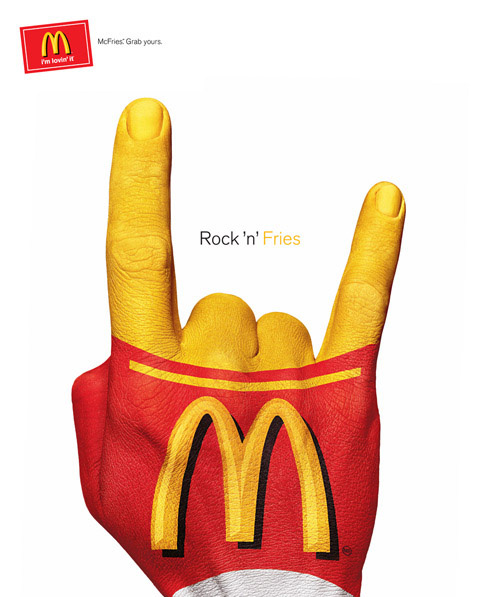 M
i'm lovin' it
McFries. Grab yours.
Rock 'n' Fries
M